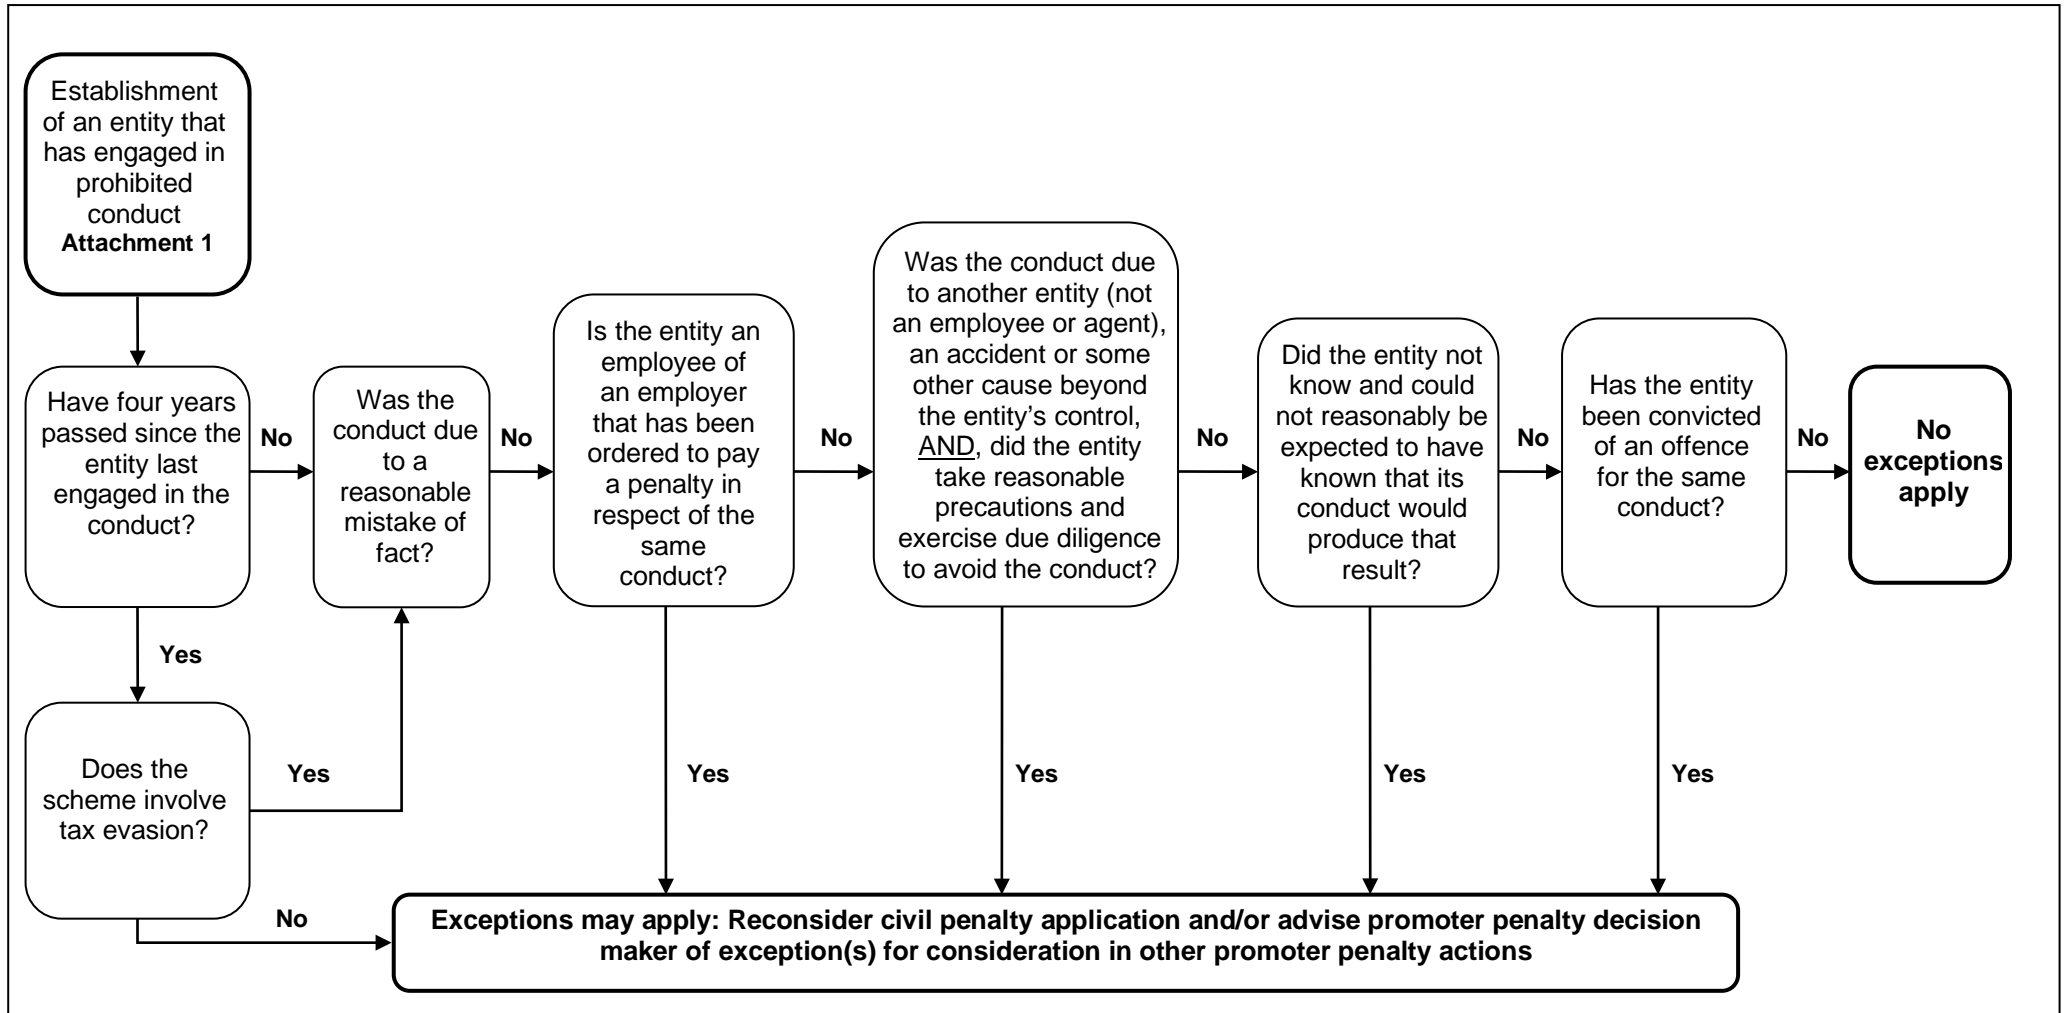 Establishment
of an entity that
has engaged in
prohibited
conduct
Attachment 1
Have four years
passed since the
entity last
engaged in the
conduct?
No
Yes
Does the
scheme involve
tax evasion?
Yes
No
Was the
conduct due
to a
reasonable
mistake of
fact?
No
Is the entity an
employee of
an employer
that has been
ordered to pay
a penalty in
respect of the
same
conduct?
No
Yes
Was the conduct due
to another entity (not
an employee or agent),
an accident or some
other cause beyond
the entity's control,
AND, did the entity
take reasonable
precautions and
exercise due diligence
to avoid the conduct?
No
Yes
Did the entity not
know and could
not reasonably be
expected to have
known that its
conduct would
produce that
result?
No
Yes
Has the entity
been convicted
of an offence
for the same
conduct?
No
Yes
No
exceptions
apply
Exceptions may apply: Reconsider civil penalty application and/or advise promoter penalty decision
maker of exception(s) for consideration in other promoter penalty actions